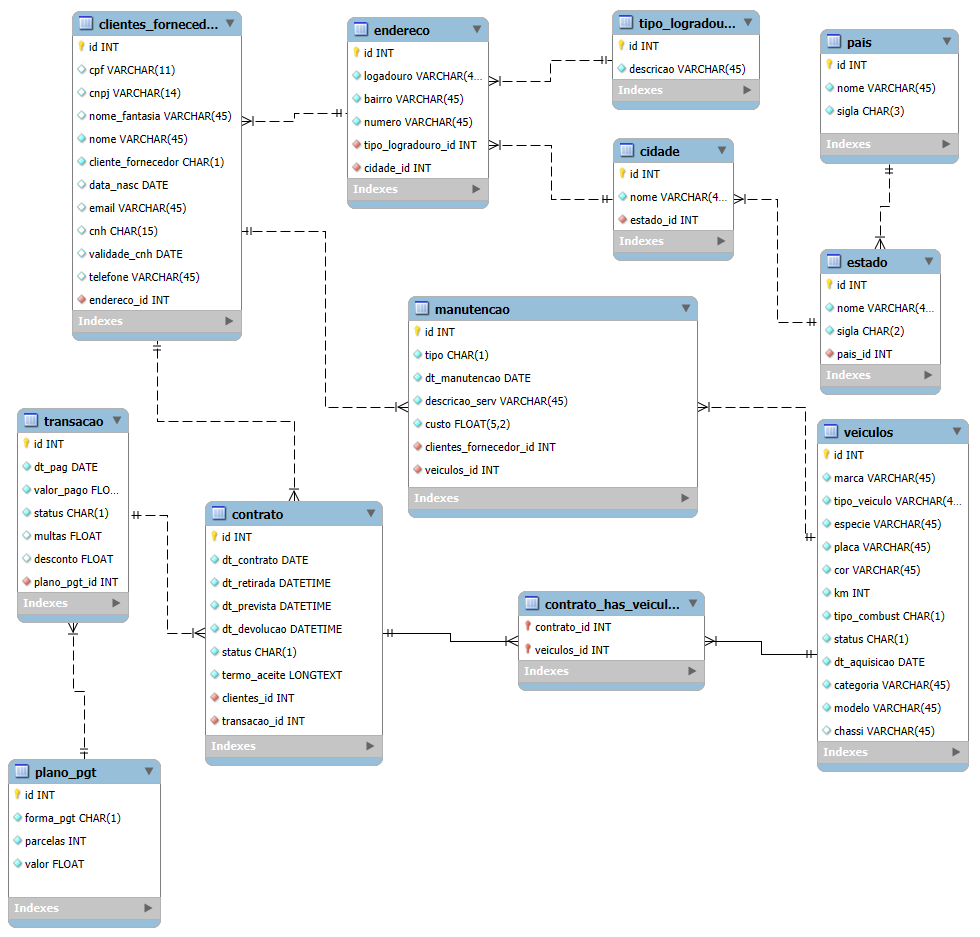 clientes_forneced...
id INT
cpf VARCHAR(11)
cnpj VARCHAR(14)
nome_fantasia VARCHAR(45)
nome VARCHAR(45)
cliente_fornecedor CHAR(1)
data_nasc DATE
email VARCHAR(45)
cnh CHAR(15)
validade_cnh DATE
telefone VARCHAR(45)
endereco_id INT
Indexes
endereco
id INT
logadouro VARCHAR(4...
bairro VARCHAR(45)
numero VARCHAR(45)
tipo_logradouro_id INT
cidade_id INT
Indexes
tipo_logradou...
id INT
descricao VARCHAR(45)
Indexes
pais
id INT
nome VARCHAR(45)
sigla CHAR(3)
Indexes
cidade
id INT
nome VARCHAR(4...
estado_id INT
Indexes
estado
id INT
nome VARCHAR(4...
sigla CHAR(2)
pais_id INT
Indexes
manutencao
id INT
tipo CHAR(1)
dt_manutencao DATE
descricao_serv VARCHAR(45)
custo FLOAT(5,2)
clientes_fornecedor_id INT
veiculos_id INT
Indexes
transacao
id INT
dt_pag DATE
valor_pago FLO...
status CHAR(1)
multas FLOAT
desconto FLOAT
plano_pgt_id INT
Indexes
contrato
id INT
dt_contrato DATE
dt_retirada DATETIME
dt_prevista DATETIME
dt_devolucao DATETIME
status CHAR(1)
termo_aceite LONGTEXT
clientes_id INT
transacao_id INT
Indexes
contrato_has_veicul...
contrato_id INT
veiculos_id INT
Indexes
veiculos
id INT
marca VARCHAR(45)
tipo_veiculo VARCHAR(4...
especie VARCHAR(45)
placa VARCHAR(45)
cor VARCHAR(45)
km INT
tipo_combust CHAR(1)
status CHAR(1)
dt_aquisicao DATE
categoria VARCHAR(45)
modelo VARCHAR(45)
chassi VARCHAR(45)
Indexes
plano_pgt
id INT
forma_pgt CHAR(1)
parcelas INT
valor FLOAT
Indexes